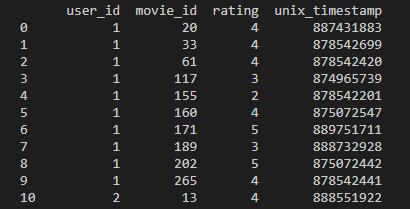 user_id movie_id rating unix_timestamp
0 1 20 4 887431883
1 1 33 4 878542699
2 1 61 4 878542420
3 1 117 3 874965739
4 1 155 2 878542201
5 1 160 4 875072547
6 1 171 5 889751711
7 1 189 3 888732928
8 1 202 5 875072442
9 1 265 4 878542441
10 2 13 4 888551922